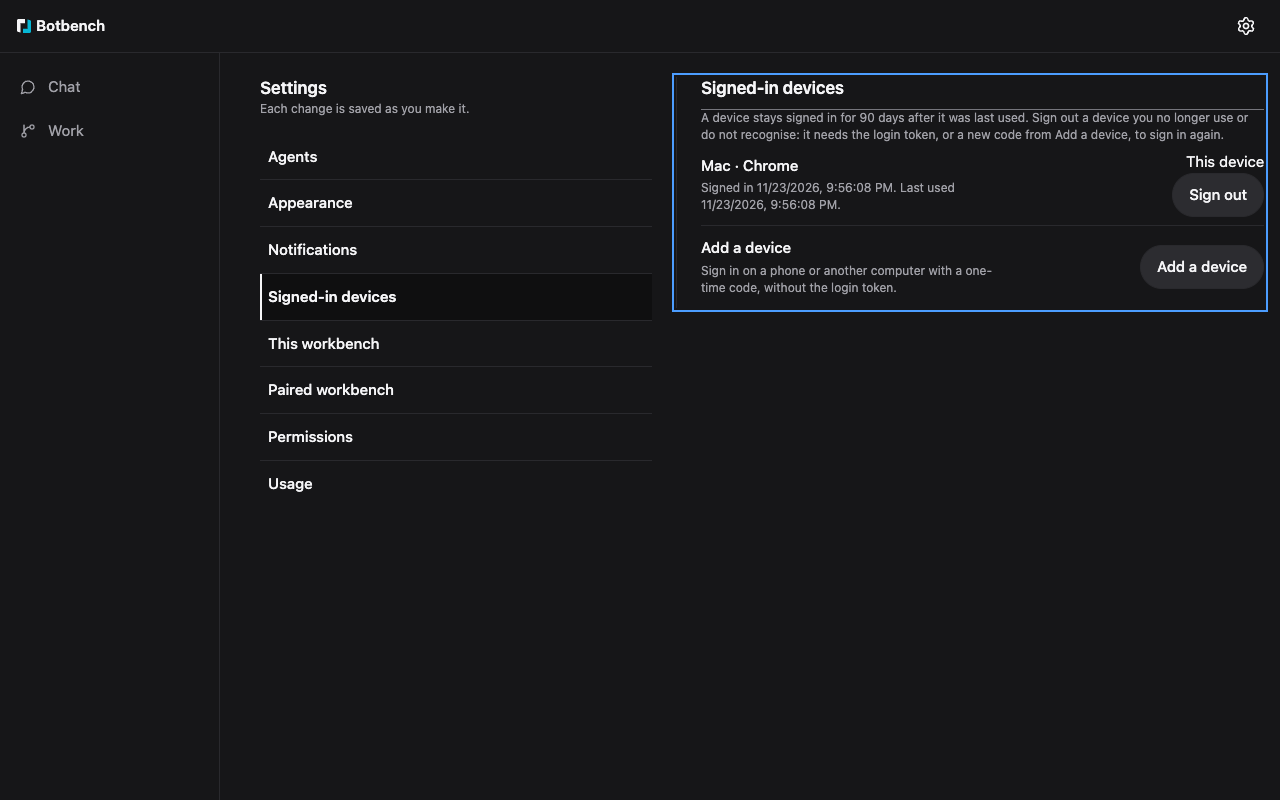 Botbench
Chat
Work
Settings
Each change is saved as you make it.
Agents
Appearance
Notifications
Signed-in devices
This workbench
Paired workbench
Permissions
Usage
Signed-in devices
A device stays signed in for 90 days after it was last used. Sign out a device you no longer use or
do not recognise: it needs the login token, or a new code from Add a device, to sign in again.
Mac · Chrome
Signed in 11/23/2026, 9:56:08 PM. Last used
11/23/2026, 9:56:08 PM.
This device
Sign out
Add a device
Sign in on a phone or another computer with a one-
time code, without the login token.
Add a device